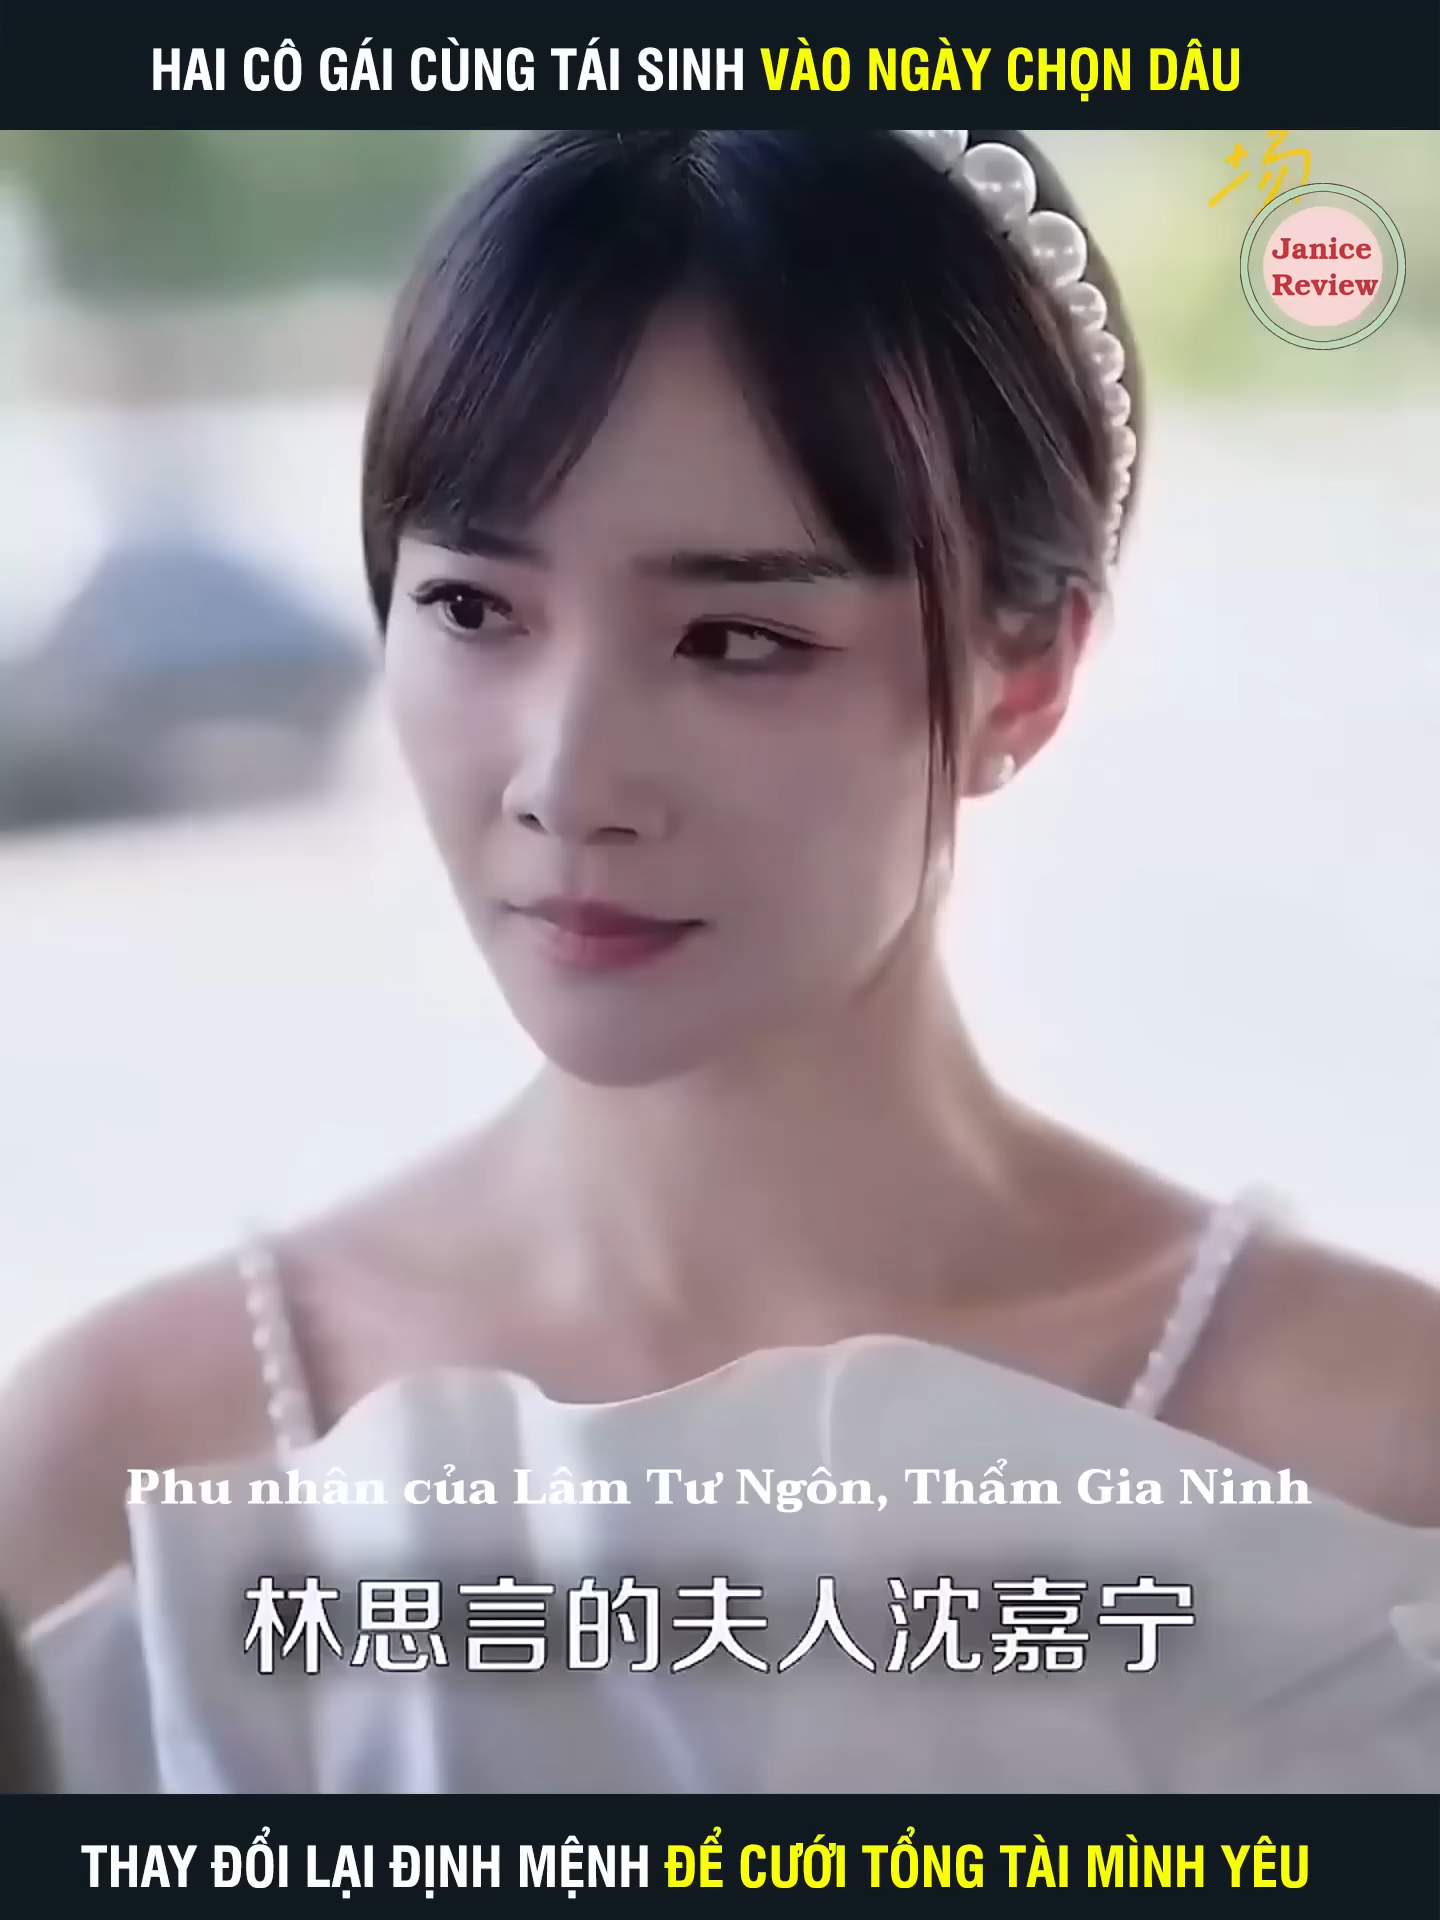 HAI CÔ GÁI CÙNG TÁI SINH VÀO NGÀY CHỌN DÂU
场
Janice
Review
Phu nhân của Lâm Tư Ngôn, Thẩm Gia Ninh
林思言的夫人沈嘉宁
THAY ĐỔI LẠI ĐỊNH MỆNH ĐỂ CƯỚI TỔNG TÀI MÌNH YÊU